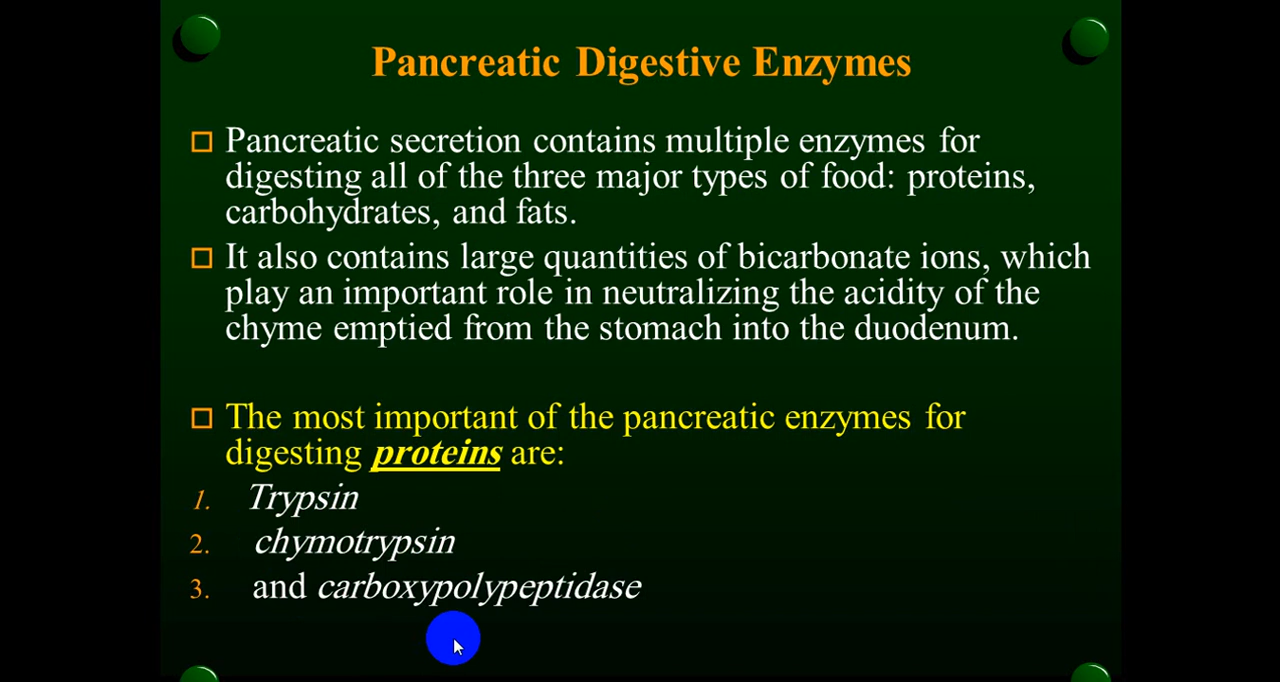 Pancreatic Digestive Enzymes
Pancreatic secretion contains multiple enzymes for
digesting all of the three major types of food: proteins,
carbohydrates, and fats.
It also contains large quantities of bicarbonate ions, which
play an important role in neutralizing the acidity of the
chyme emptied from the stomach into the duodenum.
The most important of the pancreatic enzymes for
digesting proteins are:
1. Trypsin
2. chymotrypsin
3. and carboxypolypeptidase